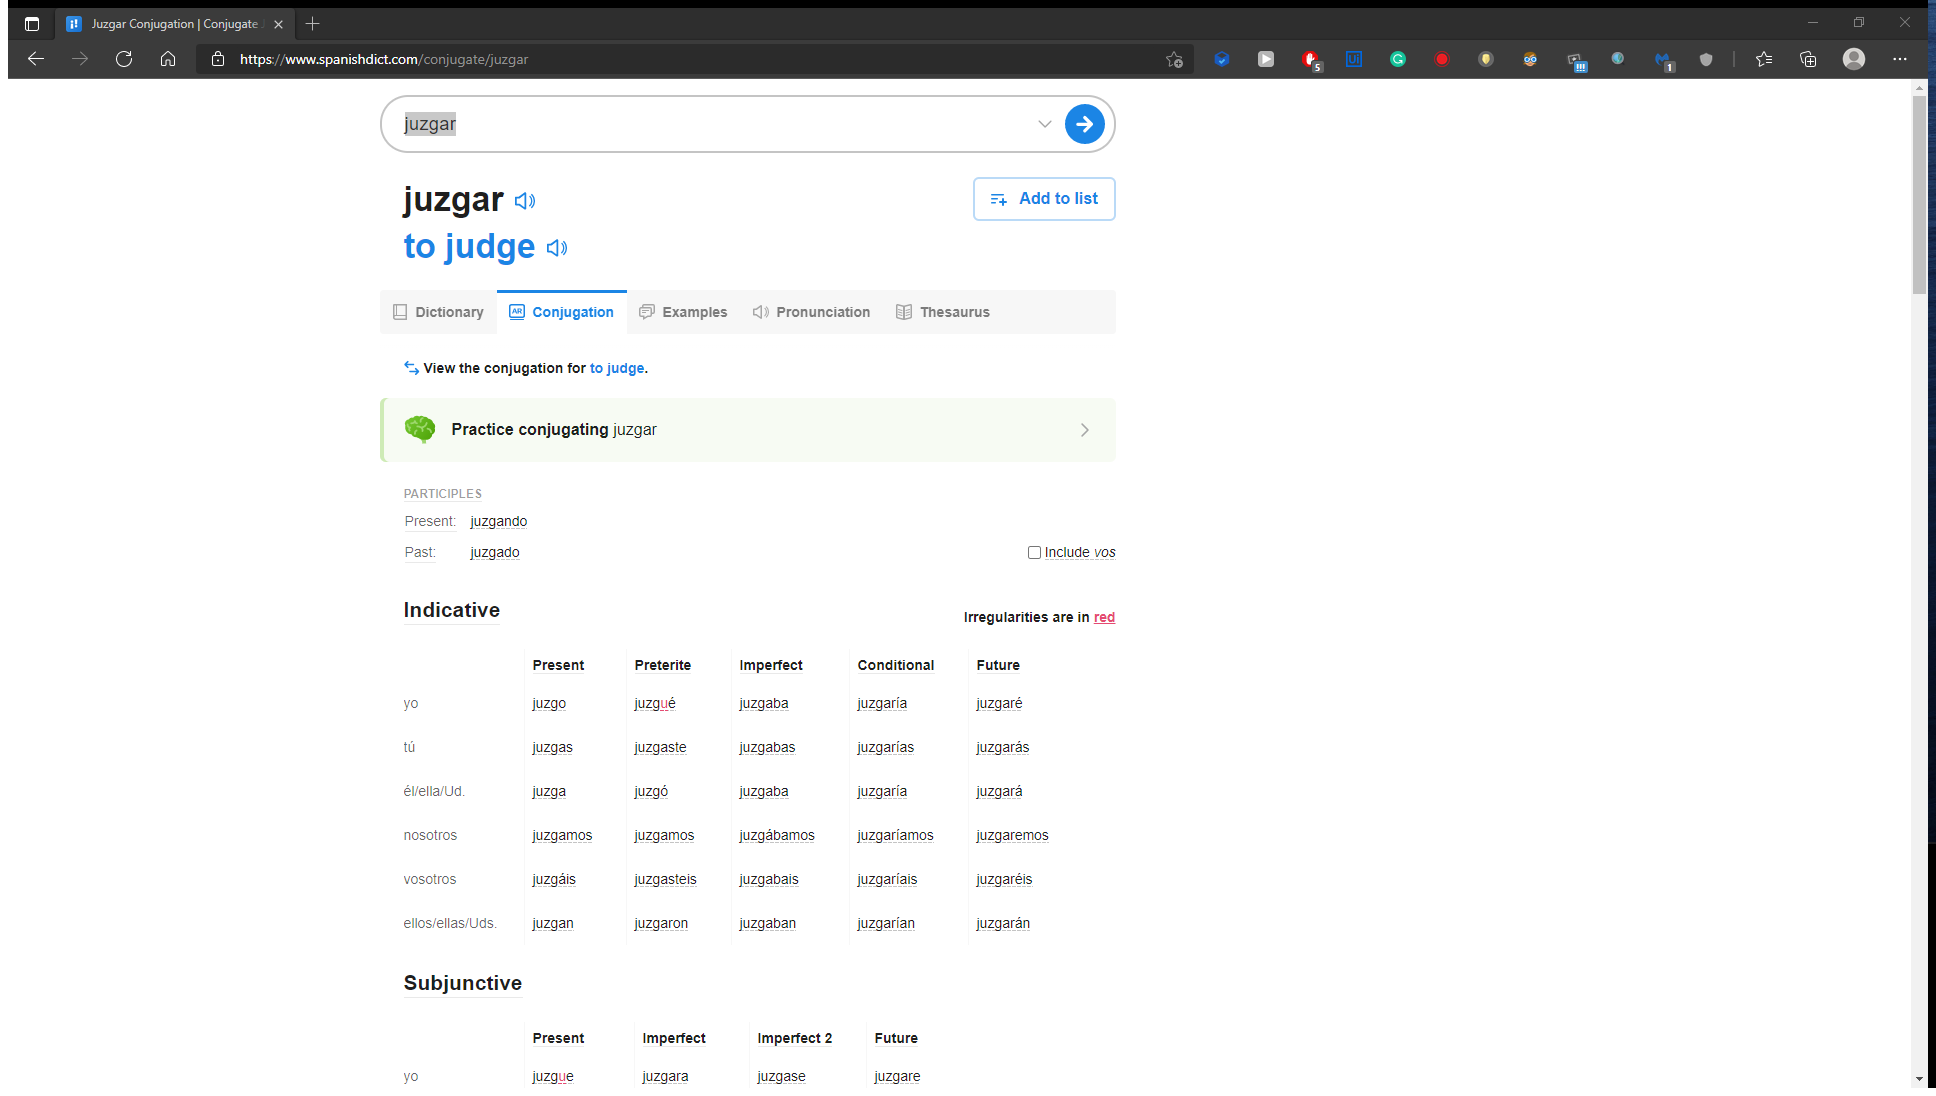 Juzgar Conjugation | Conjugate
https://www.spanishdict.com/conjugate/juzgar
5
!!!
1
juzgar
juzgar
Add to list
to judge
Dictionary Conjugation Examples Pronunciation Thesaurus
View the conjugation for to judge.
Practice conjugating juzgar
PARTICIPLES
Present: juzgando
Past: juzgado Include vos
Indicative
Irregularities are in red
Present Preterite Imperfect Conditional Future
yo juzgo juzgué juzgaba juzgaría juzgaré
tú juzgas juzgaste juzgabas juzgarías juzgarás
él/ella/Ud. juzga juzgó juzgaba juzgaría juzgará
nosotros juzgamos juzgamos juzgábamos juzgaríamos juzgaremos
vosotros juzgáis juzgasteis juzgabais juzgaríais juzgaréis
ellos/ellas/Uds. juzgan juzgaron juzgaban juzgarían juzgarán
Subjunctive
Present Imperfect Imperfect 2 Future
yo juzgue juzgara juzgase juzgare